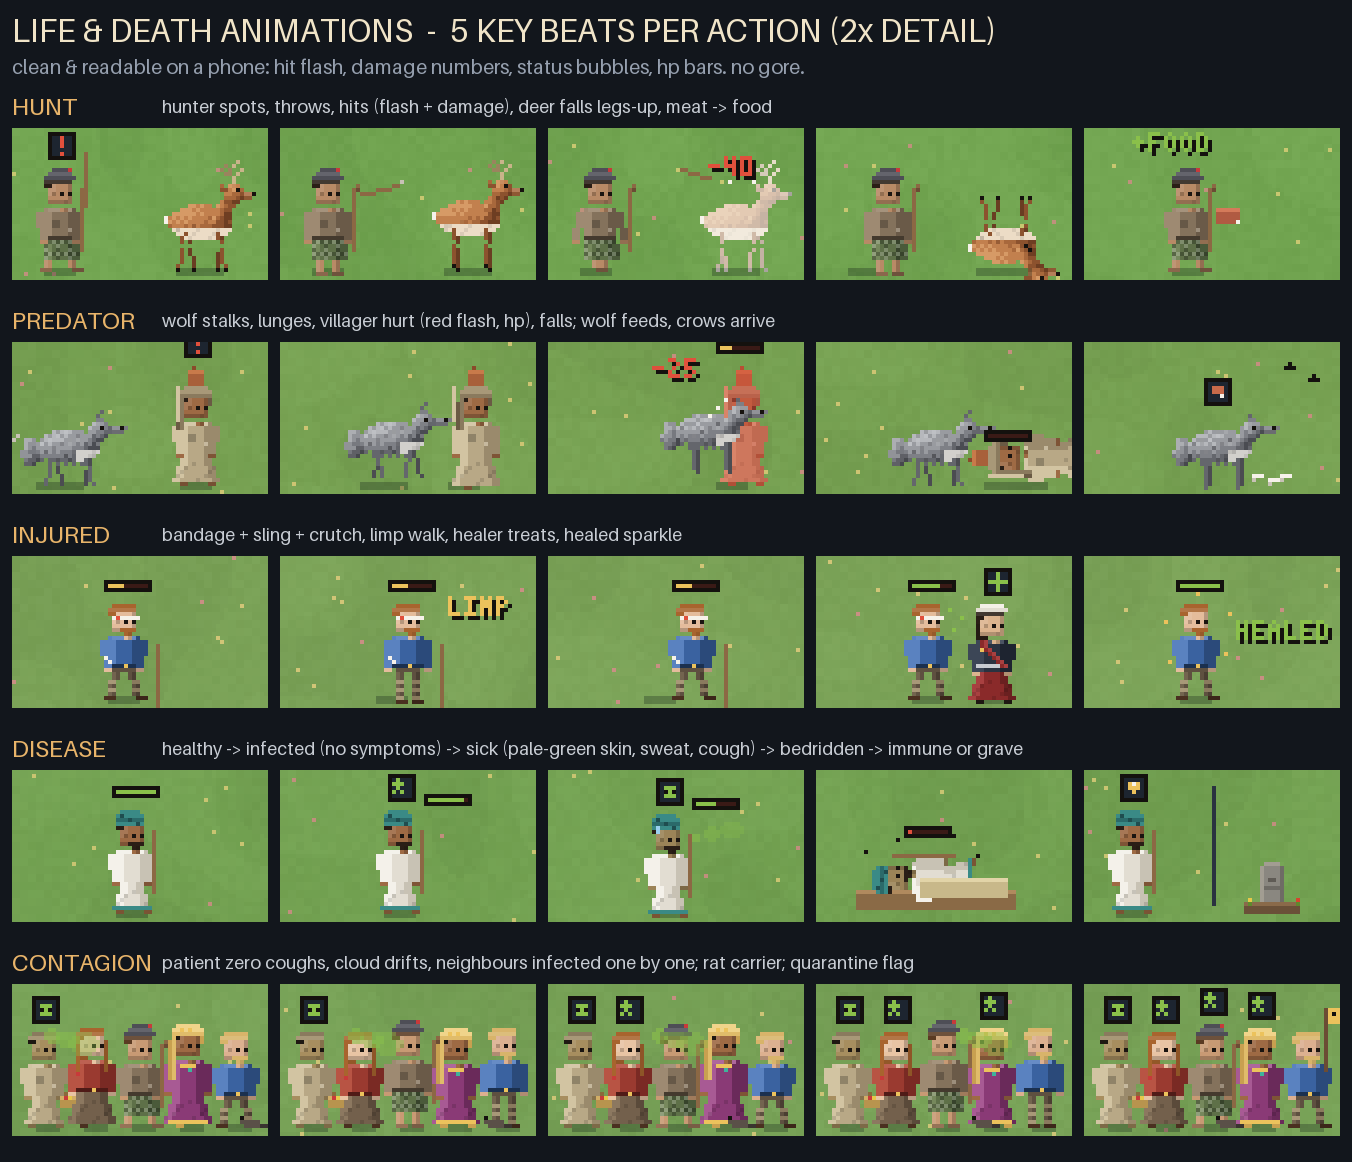 LIFE & DEATH ANIMATIONS - 5 KEY BEATS PER ACTION (2x DETAIL)
clean & readable on a phone: hit flash, damage numbers, status bubbles, hp bars. no gore.
HUNT hunter spots, throws, hits (flash + damage), deer falls legs-up, meat -> food
!
-40
+FOOD
PREDATOR wolf stalks, lunges, villager hurt (red flash, hp), falls; wolf feeds, crows arrive
!
-25
INJURED bandage + sling + crutch, limp walk, healer treats, healed sparkle
LIMP
HEALED
DISEASE healthy -> infected (no symptoms) -> sick (pale-green skin, sweat, cough) -> bedridden -> immune or grave
CONTAGION patient zero coughs, cloud drifts, neighbours infected one by one; rat carrier; quarantine flag